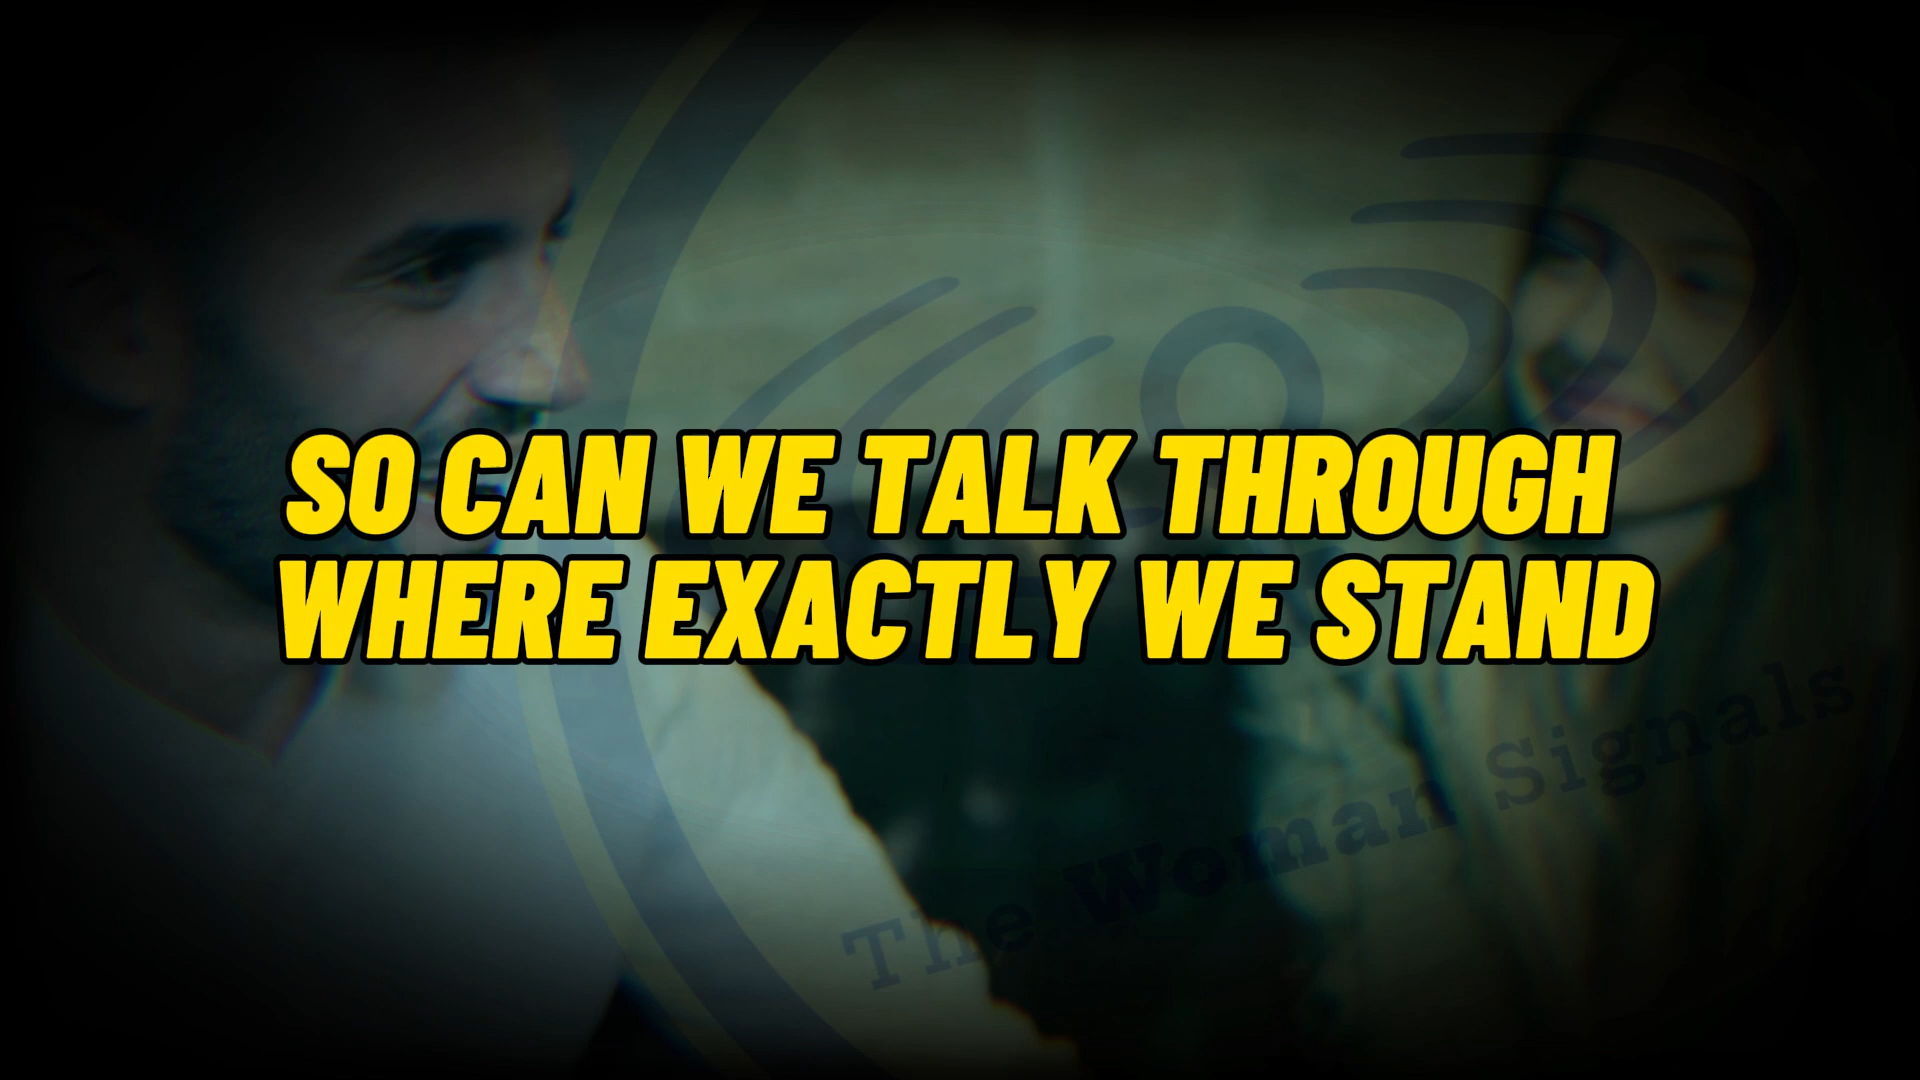 SO CAN WE TALK THROUGH
WHERE EXACTLY WE STAND
The Woman Signals